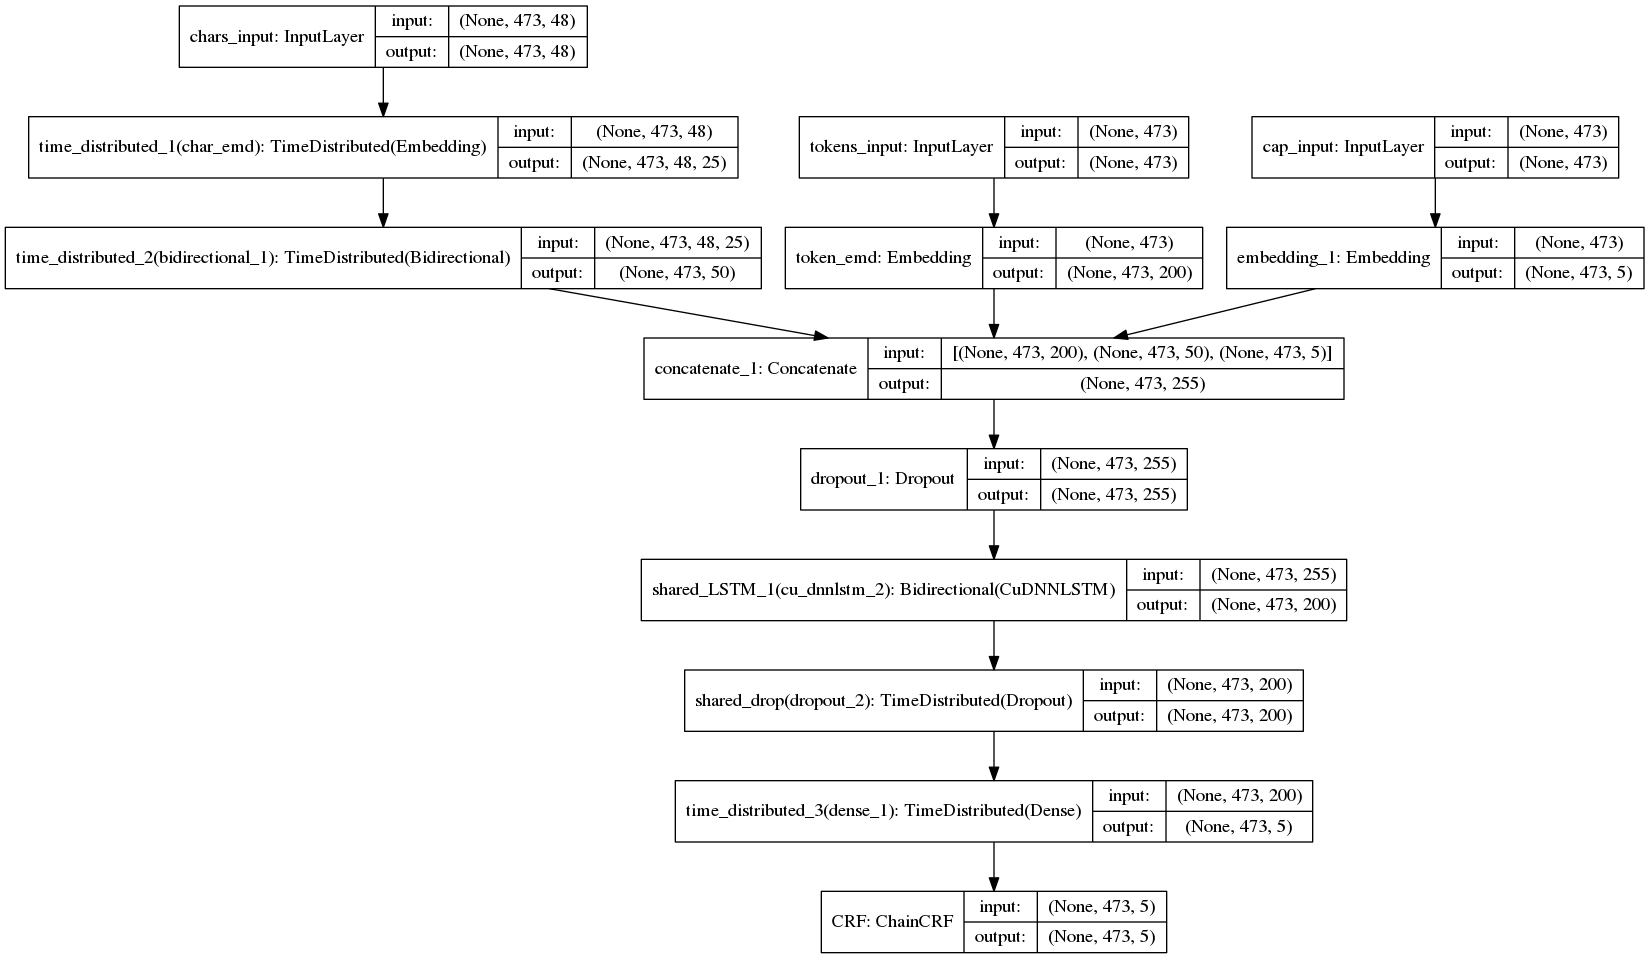 chars_input: InputLayer
input: (None, 473, 48)
output: (None, 473, 48)
time_distributed_1(char_emd): TimeDistributed(Embedding)
input: (None, 473, 48)
output: (None, 473, 48, 25)
tokens_input: InputLayer
input: (None, 473)
output: (None, 473)
cap_input: InputLayer
input: (None, 473)
output: (None, 473)
time_distributed_2(bidirectional_1): TimeDistributed(Bidirectional)
input: (None, 473, 48, 25)
output: (None, 473, 50)
token_emd: Embedding
input: (None, 473)
output: (None, 473, 200)
embedding_1: Embedding
input: (None, 473)
output: (None, 473, 5)
concatenate_1: Concatenate
input: [(None, 473, 200), (None, 473, 50), (None, 473, 5)]
output: (None, 473, 255)
dropout_1: Dropout
input: (None, 473, 255)
output: (None, 473, 255)
shared_LSTM_1(cu_dnnlstm_2): Bidirectional(CuDNNLSTM)
input: (None, 473, 255)
output: (None, 473, 200)
shared_drop(dropout_2): TimeDistributed(Dropout)
input: (None, 473, 200)
output: (None, 473, 200)
time_distributed_3(dense_1): TimeDistributed(Dense)
input: (None, 473, 200)
output: (None, 473, 5)
CRF: ChainCRF
input: (None, 473, 5)
output: (None, 473, 5)